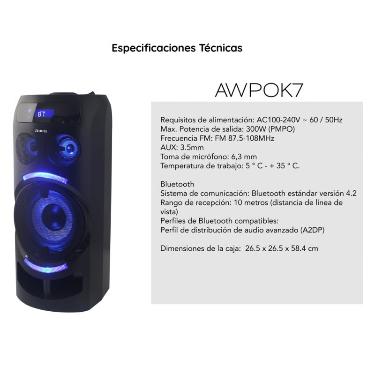 Especificaciones Técnicas
AWPOK7
BT
Requisitos de alimentación: AC100-240V ~ 60 / 50Hz
Max. Potencia de salida: 300W (PMPO)
Frecuencia FM: FM 87.5-108MHz
AUX: 3.5mm
Toma de micrófono: 6,3 mm
Temperatura de trabajo: 5 ° C - + 35 ° C.
Bluetooth
Sistema de comunicación: Bluetooth estándar versión 4.2
Rango de recepción: 10 metros (distancia de linea de
vista)
Perfiles de Bluetooth compatibles:
Perfil de distribución de audio avanzado (A2DP)
Dimensiones de la caja:  26.5 x 26.5 x 58.4 cm